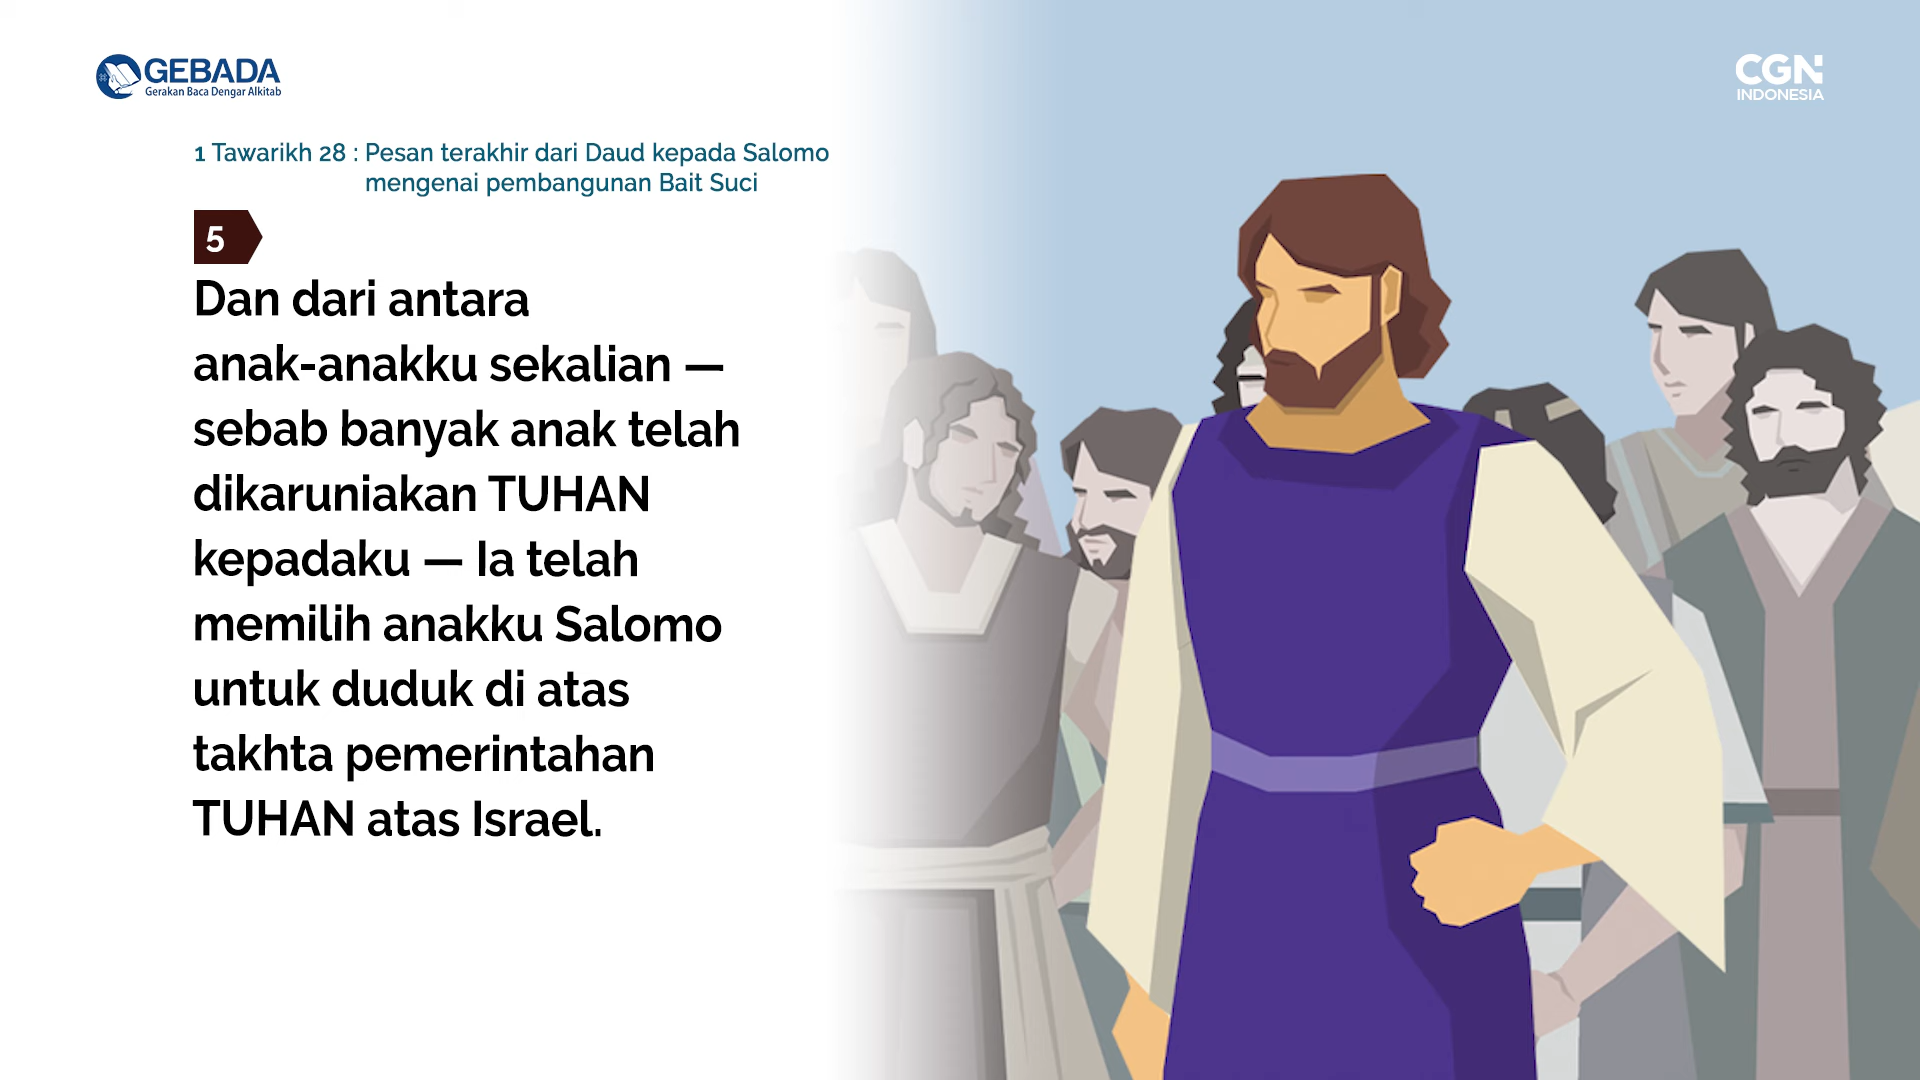 GEBADA
Gerakan Baca Dengar Alkitab
CGN
INDONESIA
1 Tawarikh 28 : Pesan terakhir dari Daud kepada Salomo
mengenai pembangunan Bait Suci
5
Dan dari antara
anak-anakku sekalian —
sebab banyak anak telah
dikaruniakan TUHAN
kepadaku — Ia telah
memilih anakku Salomo
untuk duduk di atas
takhta pemerintahan
TUHAN atas Israel.